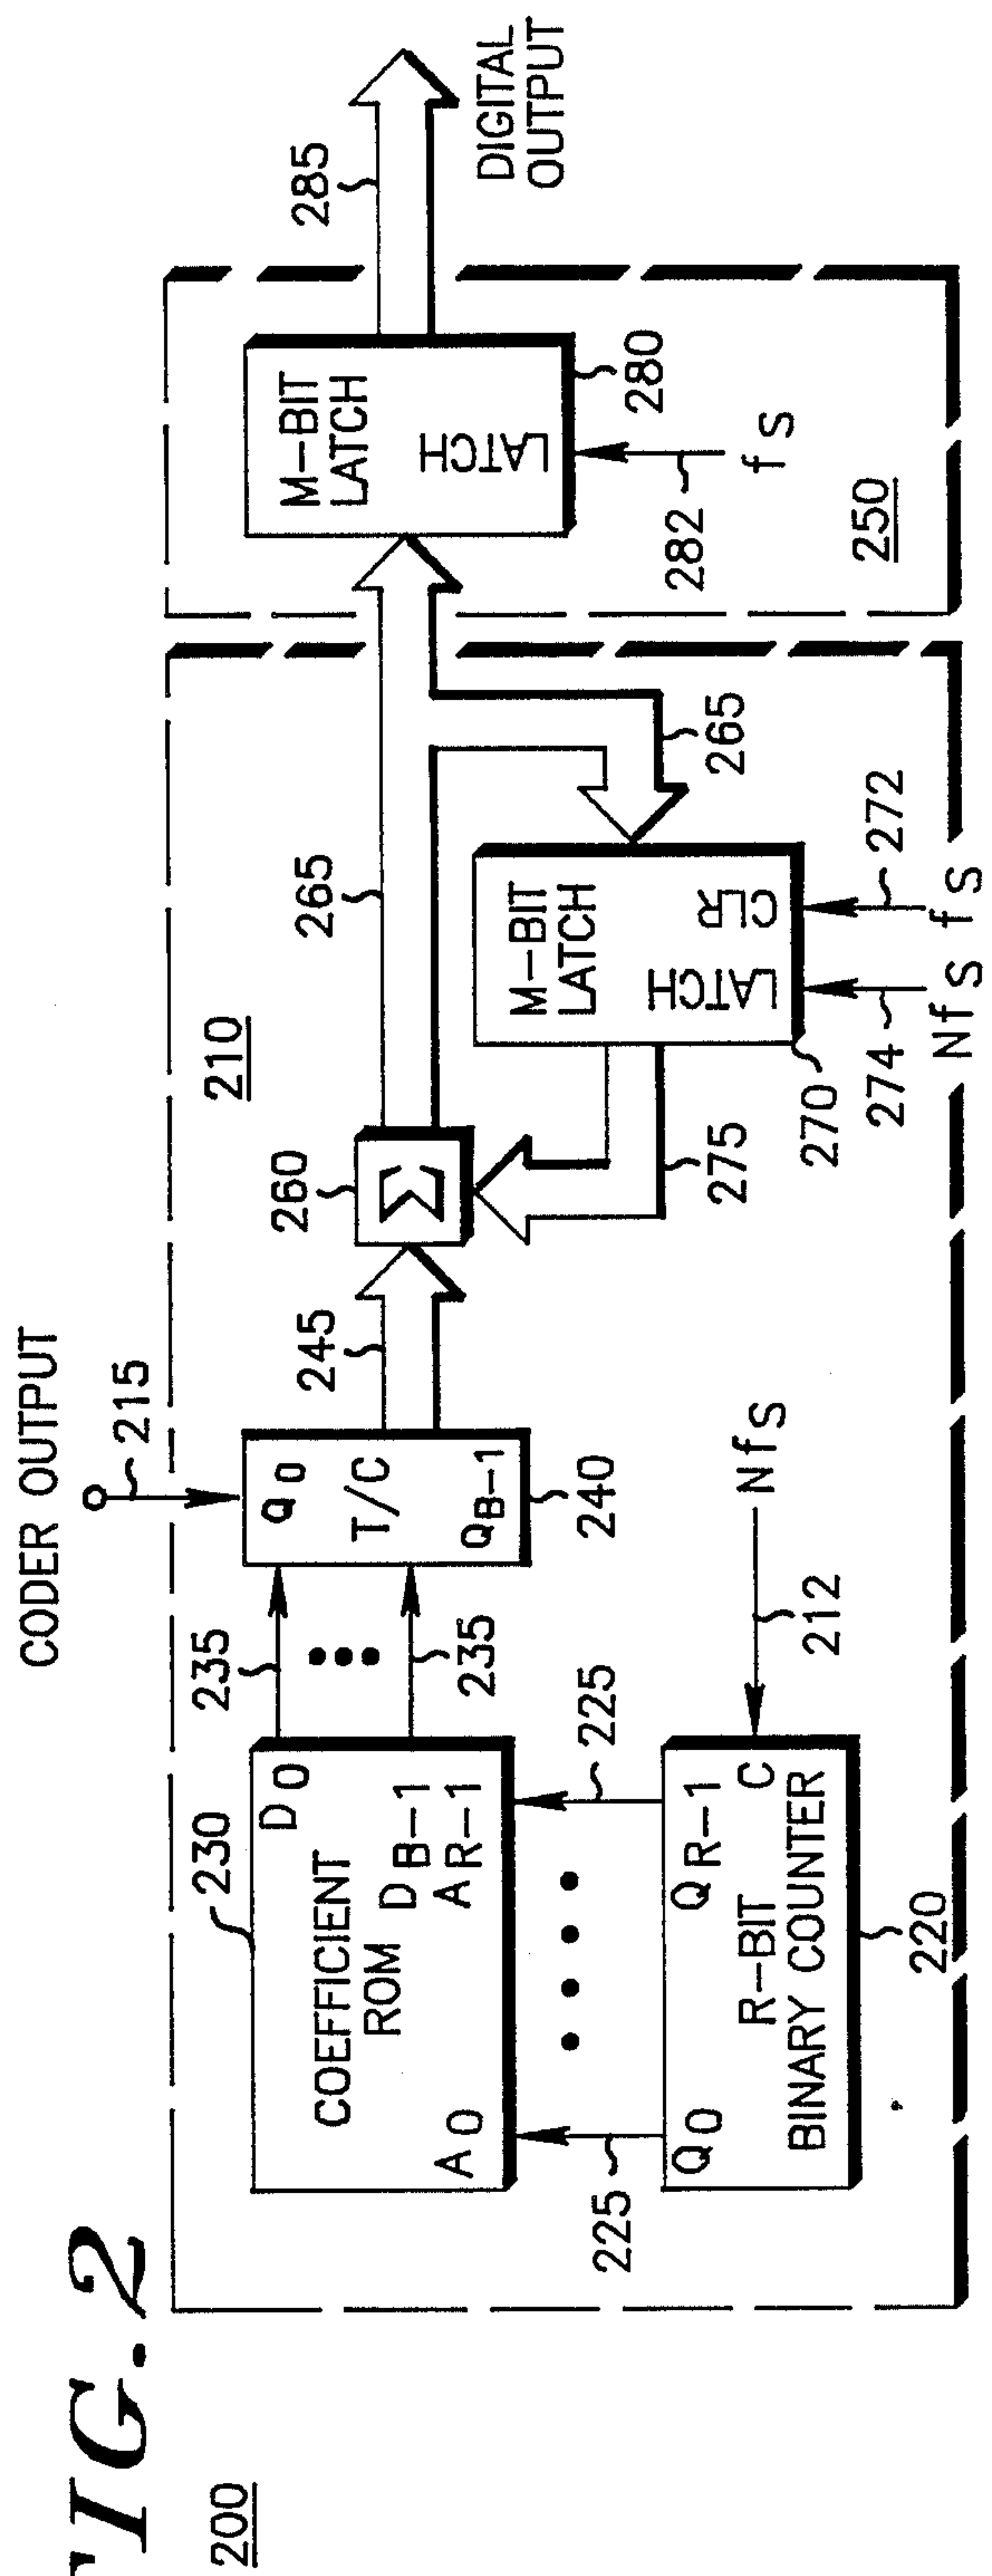 FIG.2
200
CODER OUTPUT
215
210
230
COEFFICIENT
ROM
D0
DB-1
AR-1
A0
235
235
Q0
T/C
QB-1
240
245
260
Σ
265
265
M-BIT
LATCH
LATCH
CLR
270
275
274
272
NfS
fS
225
225
Q0
QR-1
C
R-BIT
BINARY COUNTER
220
212
NfS
M-BIT
LATCH
LATCH
280
282
fS
250
285
DIGITAL
OUTPUT